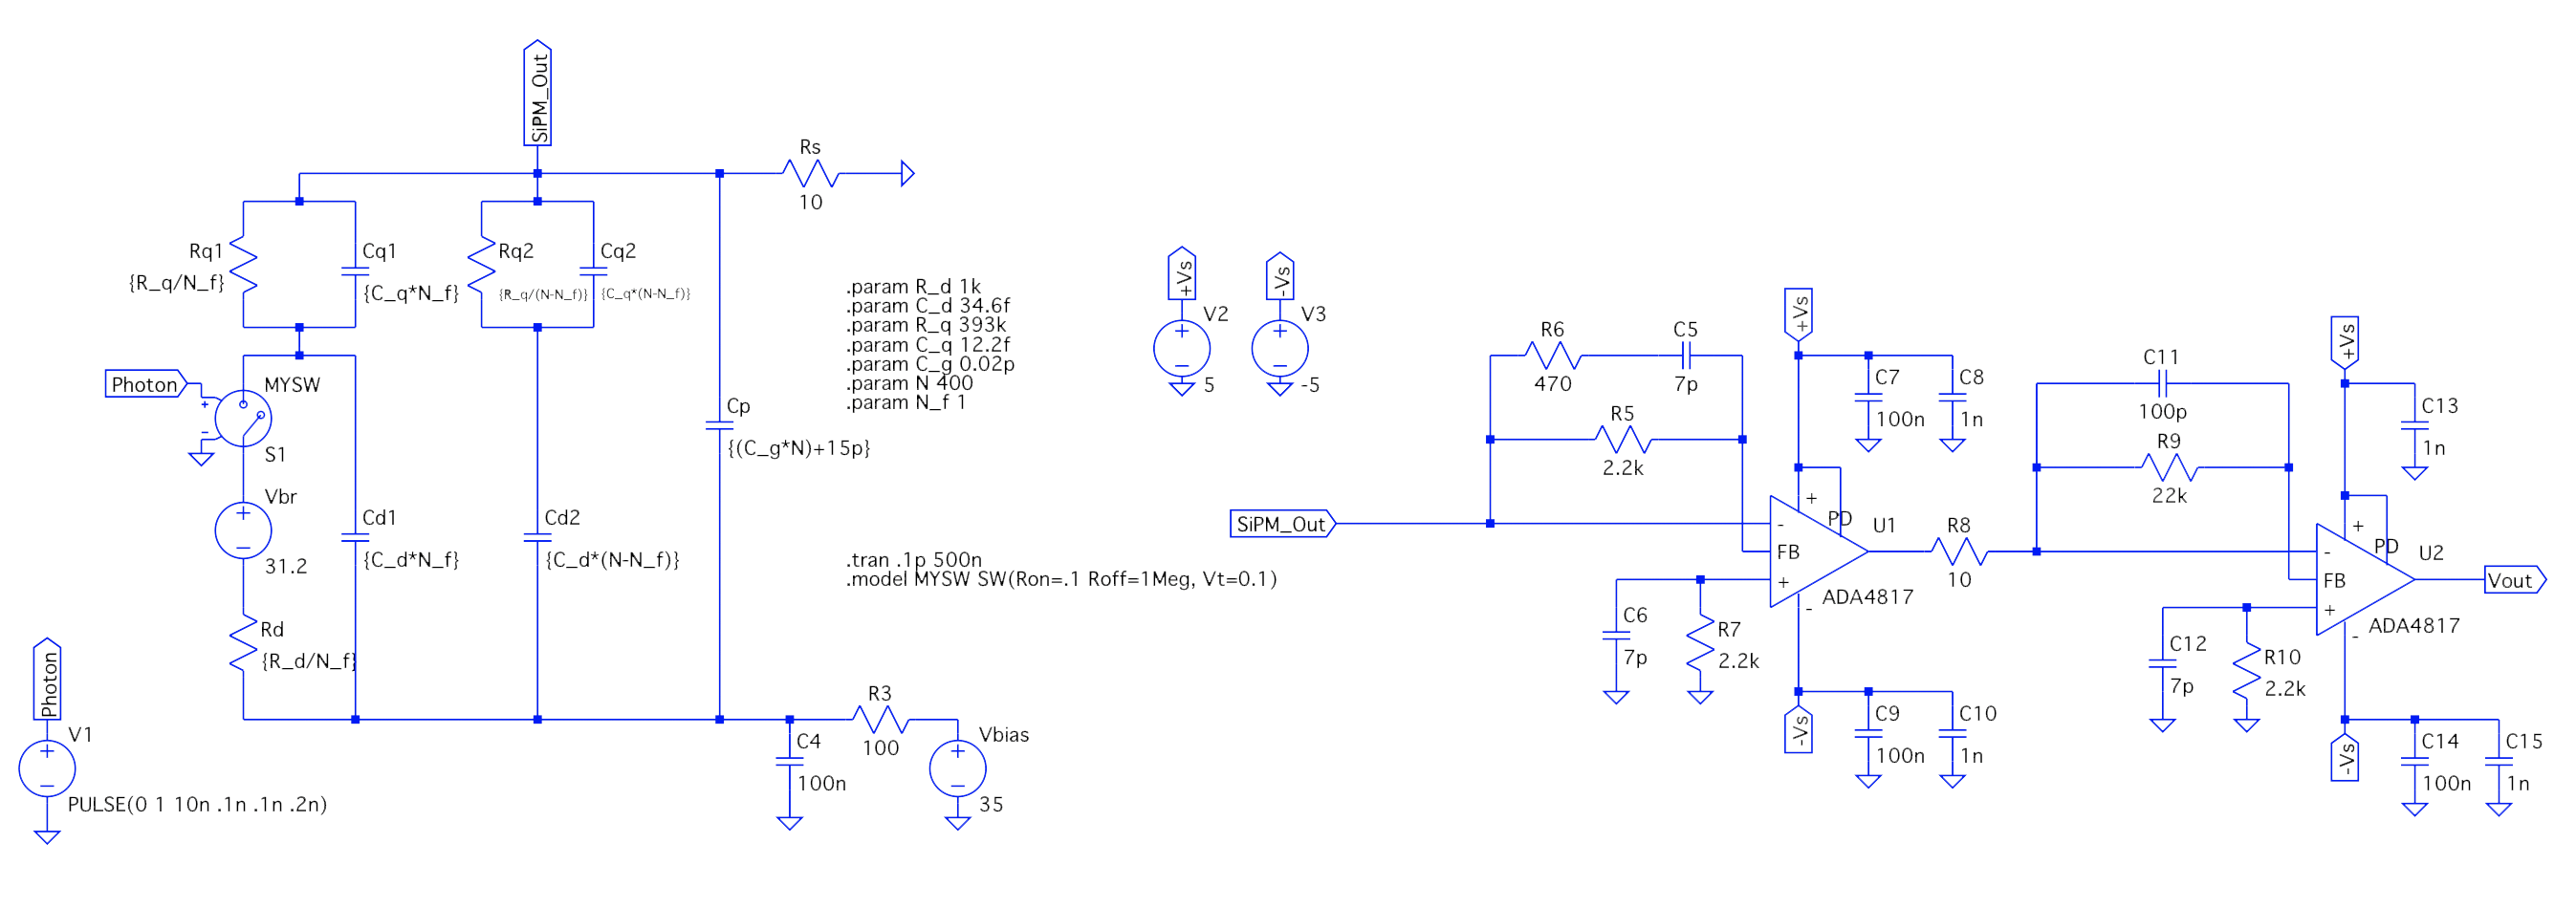 SiPM_Out
Rs
10
Rq1
{R_q/N_f}
Cq1
{C_q*N_f}
Rq2
{R_q/(N-N_f)}
Cq2
{C_q*(N-N_f)}
Photon
+
-
MYSW
S1
Vbr
+
-
31.2
Rd
{R_d/N_f}
Cd1
{C_d*N_f}
Cd2
{C_d*(N-N_f)}
Cp
{(C_g*N)+15p}
.param R_d 1k
.param C_d 34.6f
.param R_q 393k
.param C_q 12.2f
.param C_g 0.02p
.param N 400
.param N_f 1
.tran .1p 500n
.model MYSW SW(Ron=.1 Roff=1Meg, Vt=0.1)
Photon
V1
+
-
PULSE(0 1 10n .1n .1n .2n)
C4
100n
R3
100
Vbias
+
-
35
+Vs
V2
+
-
5
-Vs
V3
+
-
-5
SiPM_Out
R6
470
C5
7p
R5
2.2k
+Vs
C7
100n
C8
1n
+
PD
-
FB
+
-
U1
ADA4817
C6
7p
R7
2.2k
-Vs
C9
100n
C10
1n
R8
10
C11
100p
R9
22k
+Vs
C13
1n
+
PD
-
FB
+
-
U2
ADA4817
Vout
C12
7p
R10
2.2k
-Vs
C14
100n
C15
1n